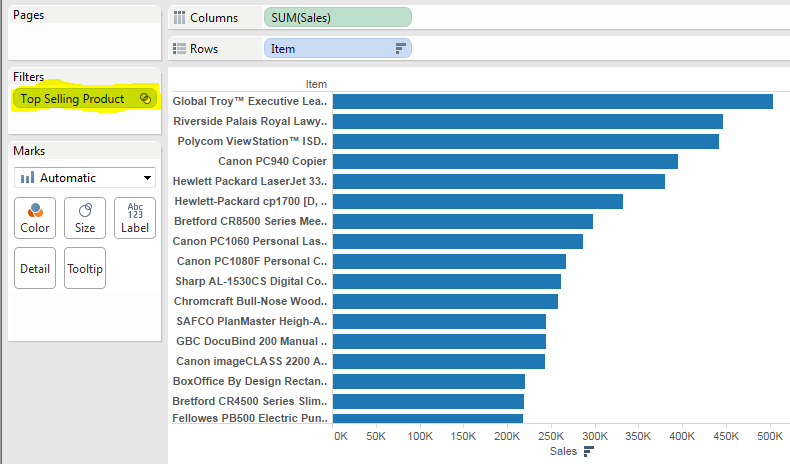 Pages
Columns
SUM(Sales)
Rows
Item
Filters
Top Selling Product
Marks
Automatic
Color
Size
Abc
123
Label
Detail
Tooltip
Item
Global Troy™ Executive Lea..
Riverside Palais Royal Lawy..
Polycom ViewStation™ ISD..
Canon PC940 Copier
Hewlett Packard LaserJet 33..
Hewlett-Packard cp1700 [D, ..
Bretford CR8500 Series Mee..
Canon PC1060 Personal Las..
Canon PC1080F Personal C..
Sharp AL-1530CS Digital Co..
Chromcraft Bull-Nose Wood..
SAFCO PlanMaster Heigh-A..
GBC DocuBind 200 Manual ..
Canon imageCLASS 2200 A..
BoxOffice By Design Rectan..
Bretford CR4500 Series Slim..
Fellowes PB500 Electric Pun..
0K 50K 100K 150K 200K 250K 300K 350K 400K 450K 500K
Sales